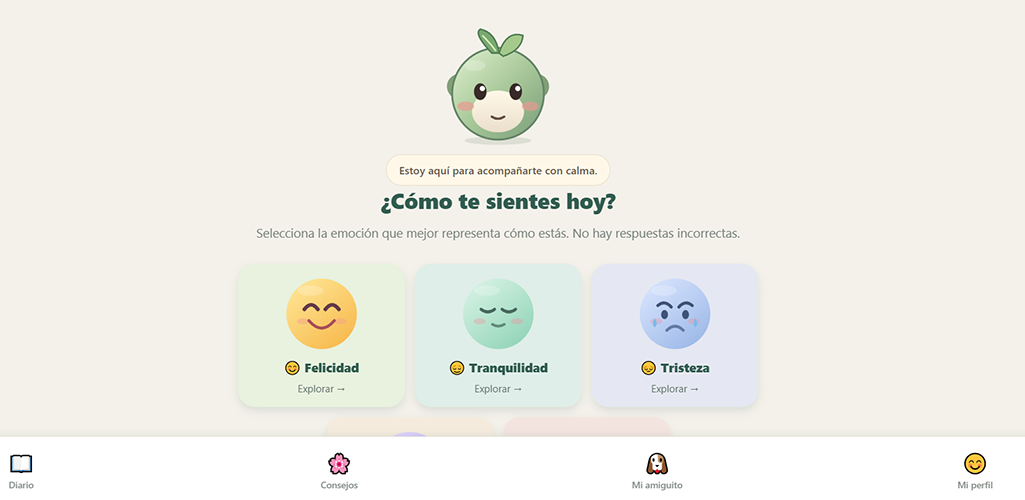 Estoy aquí para acompañarte con calma.
¿Cómo te sientes hoy?
Selecciona la emoción que mejor representa cómo estás. No hay respuestas incorrectas.
😊 Felicidad
Explorar →
😌 Tranquilidad
Explorar →
😔 Tristeza
Explorar →
Diario
Consejos
Mi amiguito
Mi perfil